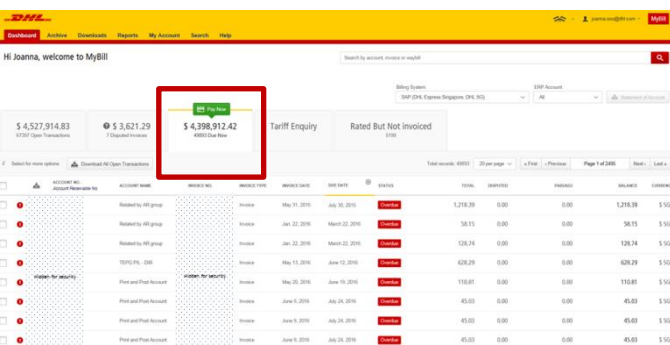 DHL
joanna.soo@dhl.com
MyBill
Dashboard Archive Downloads Reports My Account Search Help
Hi Joanna, welcome to MyBill
Search by account, invoice or waybill
Billing System ERP Account
SAP (DHL Express Singapore, DHL SG) All Statement of Account
Pay Now
$ 4,527,914.83 $ 3,621.29 $ 4,398,912.42 Tariff Enquiry Rated But Not invoiced
Open Transactions 7 Disputed Invoices 49893 Due Now
Select for more options Download All Open Transactions Total records: 49893 20 per page « First ‹ Previous Page 1 of 2495 Next › Last »
ACCOUNT NO. Account Receivable No. ACCOUNT NAME INVOICE NO. INVOICE TYPE INVOICE DATE DUE DATE STATUS TOTAL DISPUTED BALANCE
Related by AR group Invoice May 31, 2016 July 30, 2016 Overdue 1,218.39 0.00 0.00 1,218.39
Related by AR group Invoice Jan. 22, 2016 March 22, 2016 Overdue 58.15 0.00 0.00 58.15
Related by AR group Invoice Jan. 22, 2016 March 22, 2016 Overdue 128.74 0.00 0.00 128.74
Invoice May 13, 2016 June 12, 2016 Overdue 628.29 0.00 0.00 628.29
Hidden for security Print and Post Account Hidden for security Invoice May 20, 2016 June 19, 2016 Overdue 110.81 0.00 0.00 110.81
Print and Post Account Invoice June 9, 2016 July 24, 2016 Overdue 45.03 0.00 0.00 45.03
Print and Post Account Invoice June 9, 2016 July 24, 2016 Overdue 45.03 0.00 0.00 45.03
Print and Post Account Invoice June 9, 2016 July 24, 2016 Overdue 45.03 0.00 0.00 45.03